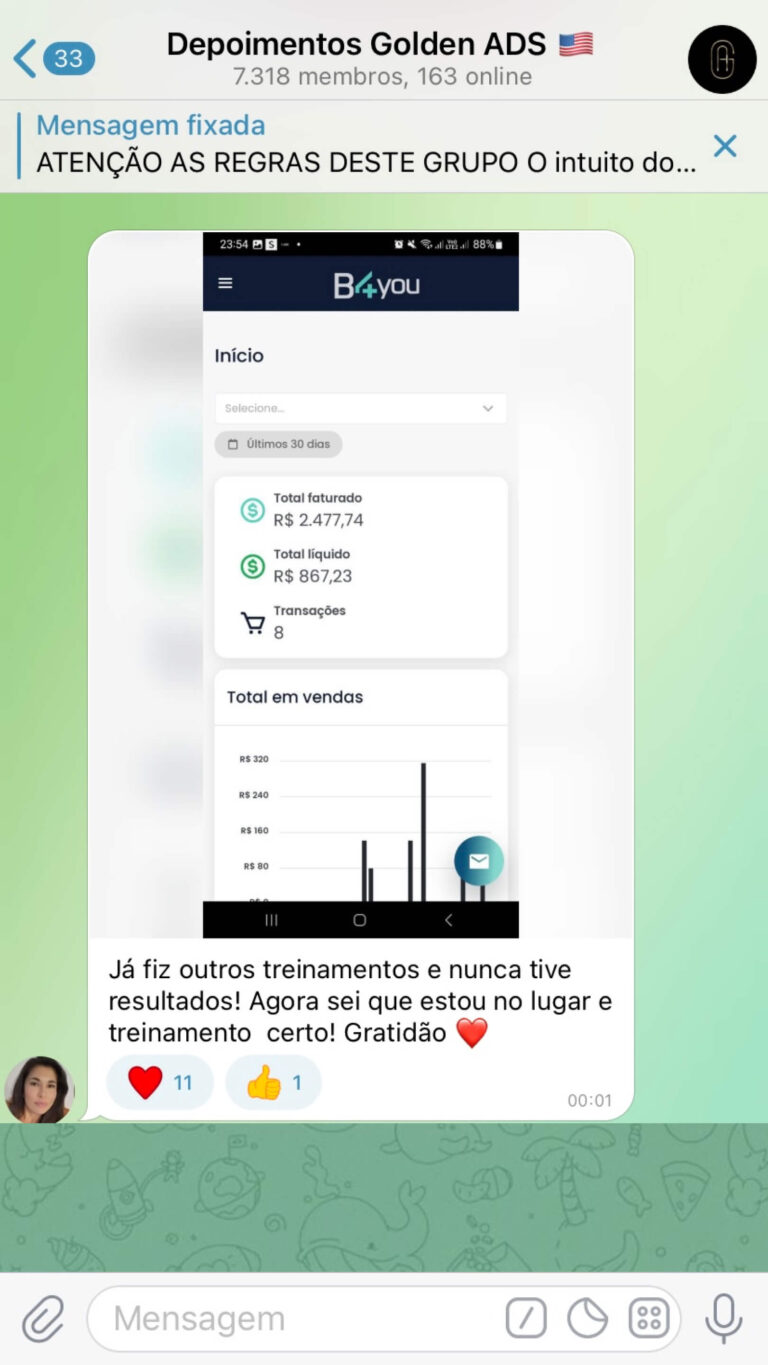 33
Depoimentos Golden ADS 🇺🇸
7.318 membros, 163 online
Mensagem fixada
ATENÇÃO AS REGRAS DESTE GRUPO O intuito do...
23:54
88%
B4you
Início
Selecione...
Últimos 30 dias
Total faturado
R$ 2.477,74
Total líquido
R$ 867,23
Transações
8
Total em vendas
R$ 320
R$ 240
R$ 160
R$ 80
Já fiz outros treinamentos e nunca tive
resultados! Agora sei que estou no lugar e
treinamento certo! Gratidão ❤️
❤️ 11 👍 1
00:01
Mensagem